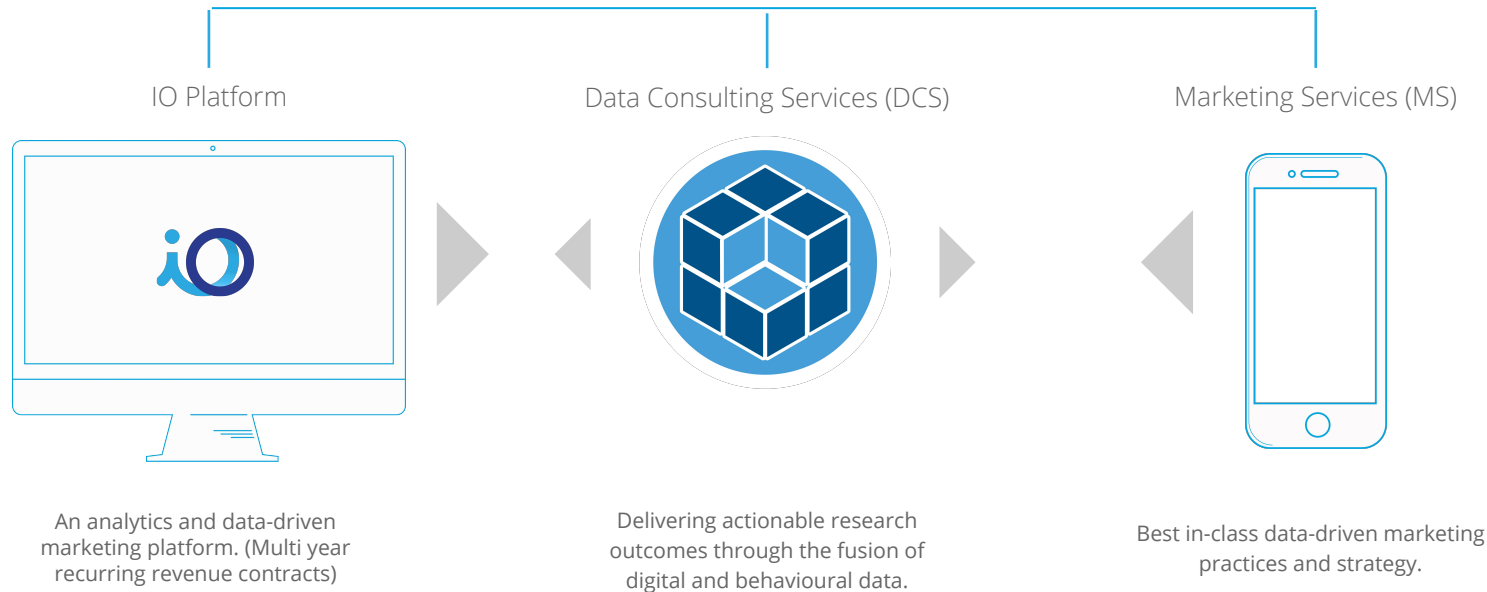 IO Platform
Data Consulting Services (DCS)
Marketing Services (MS)
iO
An analytics and data-driven
marketing platform. (Multi year
recurring revenue contracts)
Delivering actionable research
outcomes through the fusion of
digital and behavioural data.
Best in-class data-driven marketing
practices and strategy.